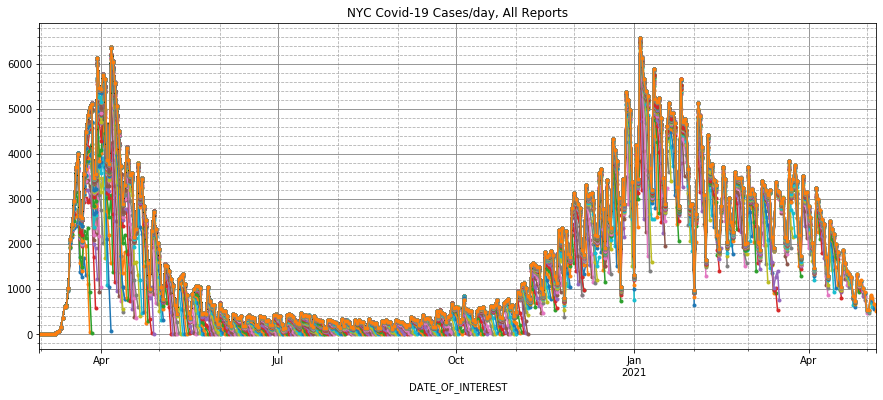 NYC Covid-19 Cases/day, All Reports
6000
5000
4000
3000
2000
1000
0
Apr Jul Oct Jan Apr
2021
DATE_OF_INTEREST